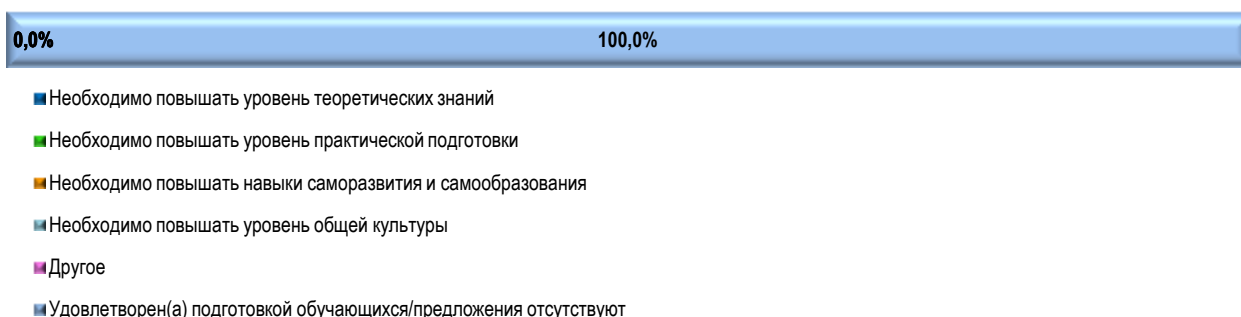 0,0% 100,0%
Необходимо повышать уровень теоретических знаний
Необходимо повышать уровень практической подготовки
Необходимо повышать навыки саморазвития и самообразования
Необходимо повышать уровень общей культуры
Другое
Удовлетворен(а) подготовкой обучающихся/предложения отсутствуют